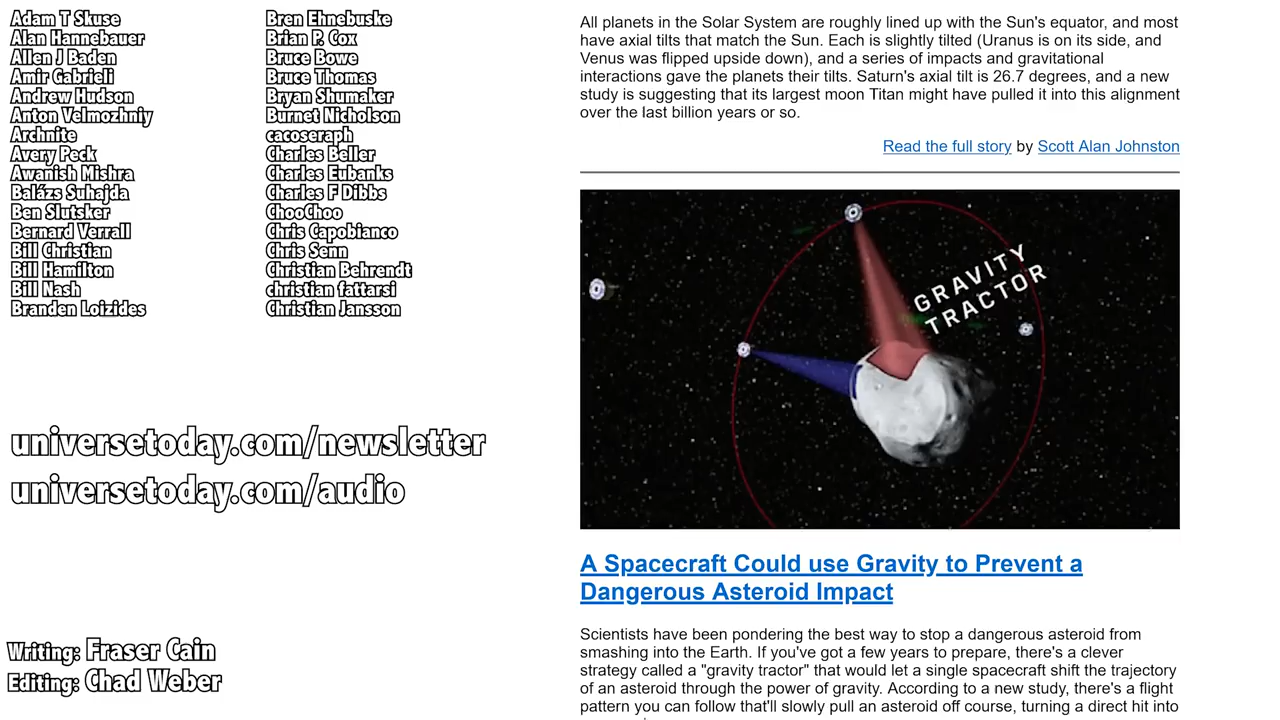 Adam T Skuse
Alan Hannebauer
Allen J Baden
Amir Gabrieli
Andrew Hudson
Anton Velmozhniy
Archnite
Avery Peck
Awanish Mishra
Balázs Suhajda
Ben Slutsker
Bernard Verrall
Bill Christian
Bill Hamilton
Bill Nash
Branden Loizides
Bren Ehnebuske
Brian P. Cox
Bruce Bowe
Bruce Thomas
Bryan Shumaker
Burnet Nicholson
cacoseraph
Charles Beller
Charles Eubanks
Charles F Dibbs
ChooChoo
Chris Capobianco
Chris Senn
Christian Behrendt
christian fattarsi
Christian Jansson
universetoday.com/newsletter
universetoday.com/audio
Writing: Fraser Cain
Editing: Chad Weber
All planets in the Solar System are roughly lined up with the Sun's equator, and most
have axial tilts that match the Sun. Each is slightly tilted (Uranus is on its side, and
Venus was flipped upside down), and a series of impacts and gravitational
interactions gave the planets their tilts. Saturn's axial tilt is 26.7 degrees, and a new
study is suggesting that its largest moon Titan might have pulled it into this alignment
over the last billion years or so.
Read the full story by Scott Alan Johnston
GRAVITY
TRACTOR
A Spacecraft Could use Gravity to Prevent a
Dangerous Asteroid Impact
Scientists have been pondering the best way to stop a dangerous asteroid from
smashing into the Earth. If you've got a few years to prepare, there's a clever
strategy called a "gravity tractor" that would let a single spacecraft shift the trajectory
of an asteroid through the power of gravity. According to a new study, there's a flight
pattern you can follow that'll slowly pull an asteroid off course, turning a direct hit into